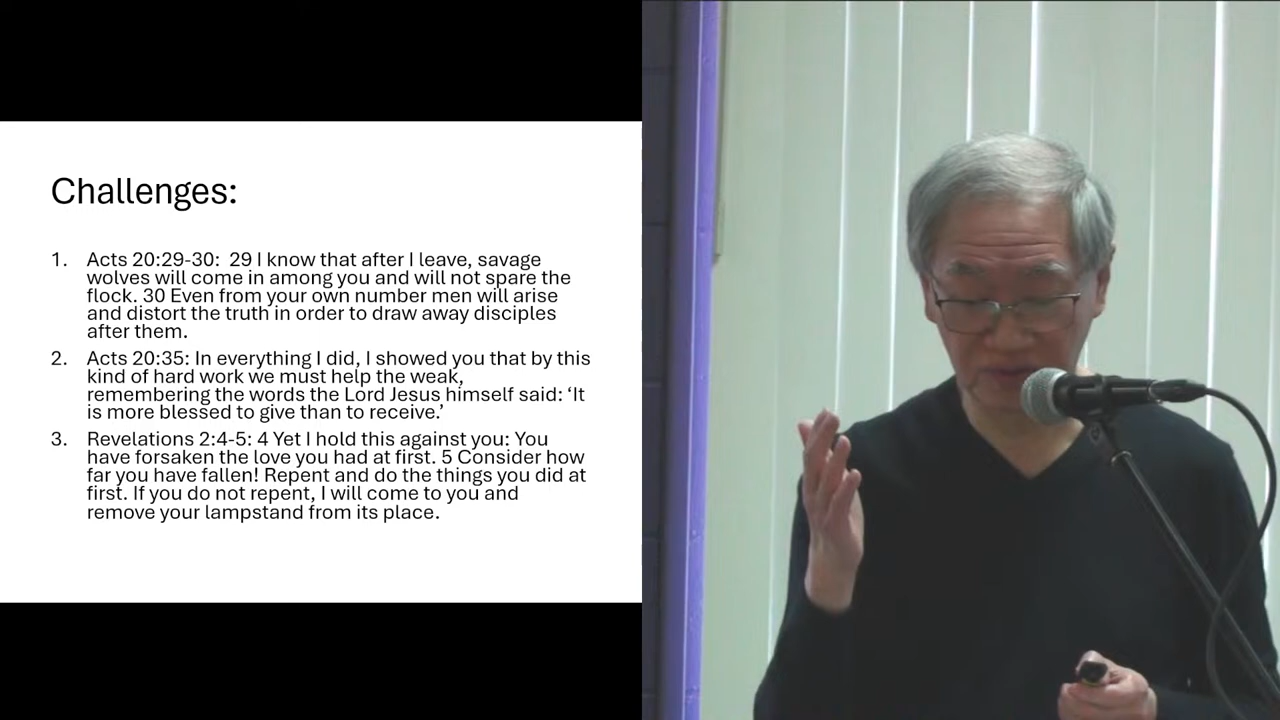 Challenges:
1. Acts 20:29-30:  29 I know that after I leave, savage
wolves will come in among you and will not spare the
flock. 30 Even from your own number men will arise
and distort the truth in order to draw away disciples
after them.
2. Acts 20:35: In everything I did, I showed you that by this
kind of hard work we must help the weak,
remembering the words the Lord Jesus himself said: ‘It
is more blessed to give than to receive.’
3. Revelations 2:4-5: 4 Yet I hold this against you: You
have forsaken the love you had at first. 5 Consider how
far you have fallen! Repent and do the things you did at
first. If you do not repent, I will come to you and
remove your lampstand from its place.